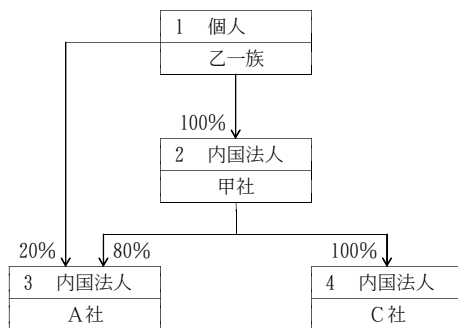 1 個人
乙一族
100%
2 内国法人
甲社
20%
80%
100%
3 内国法人
A社
4 内国法人
C社